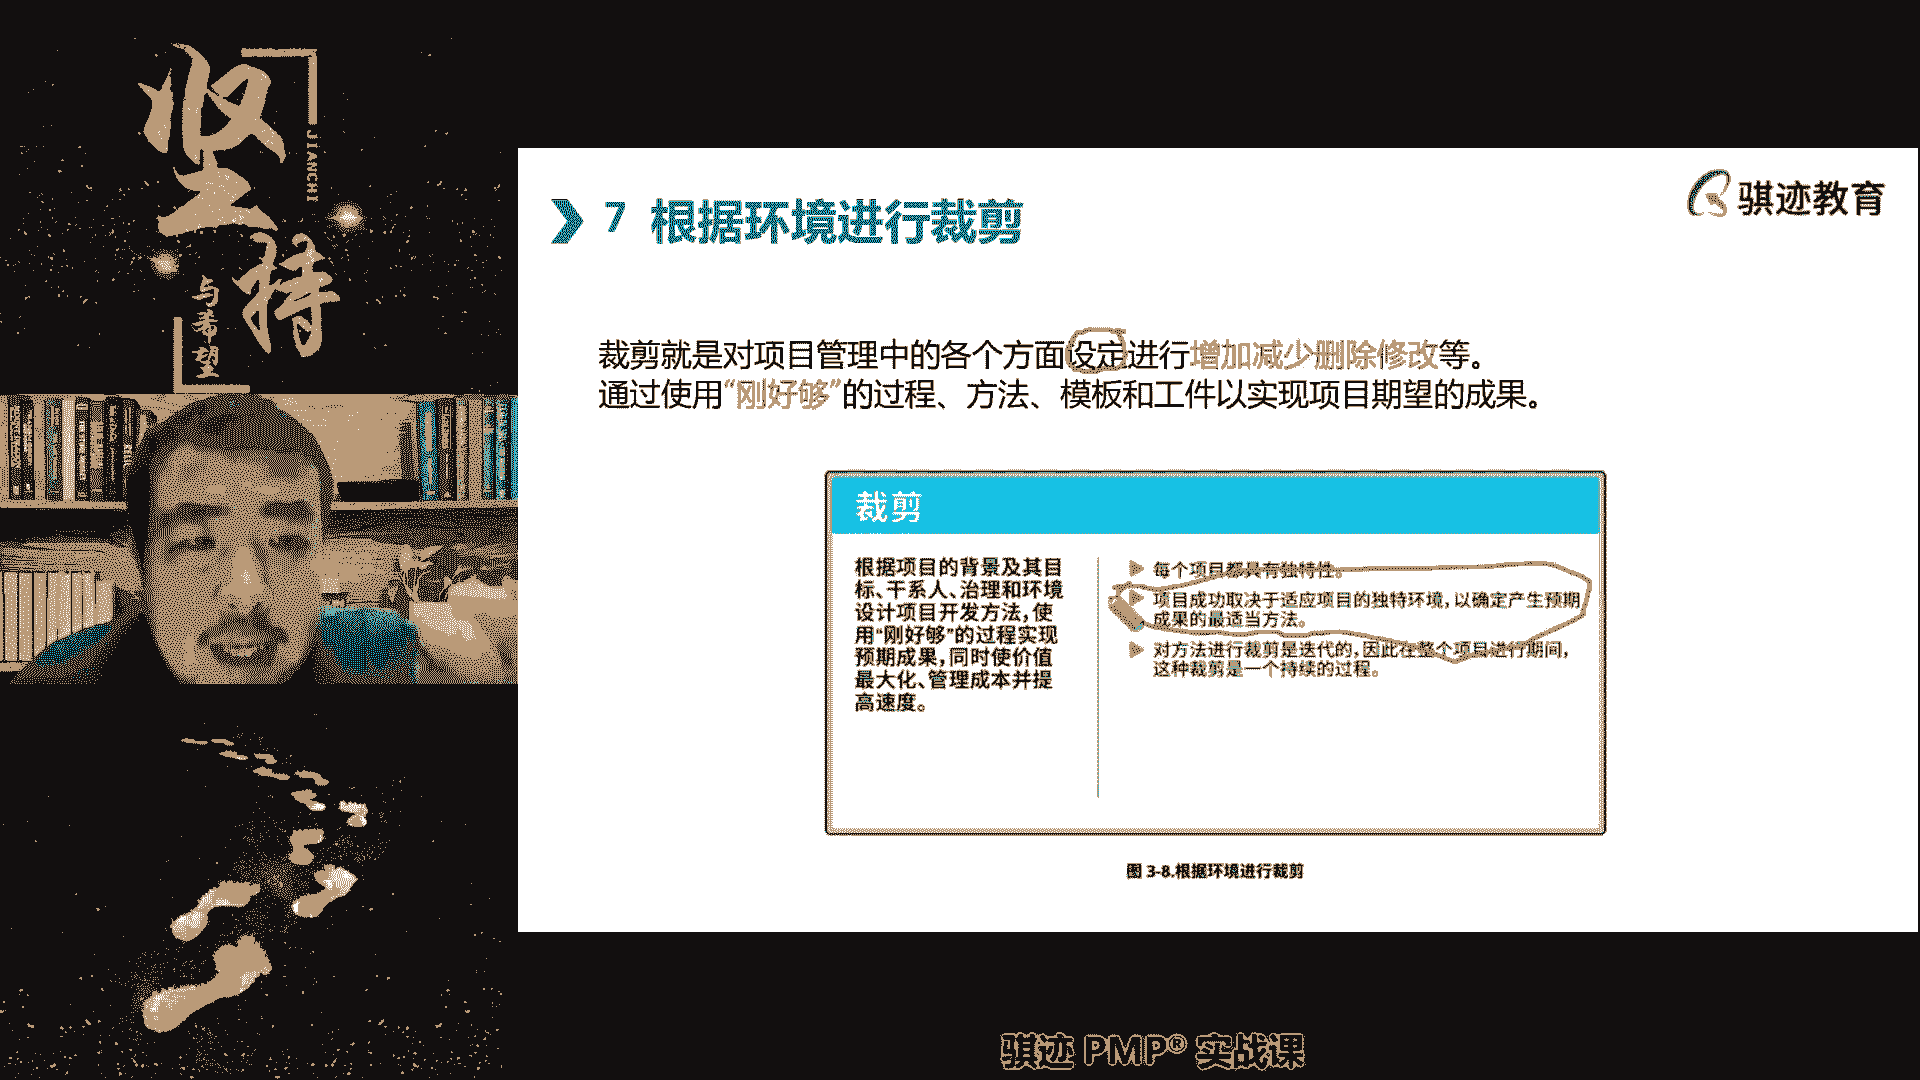 坚持
JIANCHI
与希望
骐迹教育
7 根据环境进行裁剪
裁剪就是对项目管理中的各个方面设定进行增加减少删除修改等。
通过使用“刚好够”的过程、方法、模板和工件以实现项目期望的成果。
裁剪
根据项目的背景及其目
标、干系人、治理和环境
设计项目开发方法，使
用“刚好够”的过程实现
预期成果，同时使价值
最大化、管理成本并提
高速度。
每个项目都具有独特性。
项目成功取决于适应项目的独特环境，以确定产生预期
成果的最适当方法。
对方法进行裁剪是迭代的，因此在整个项目进行期间，
这种裁剪是一个持续的过程。
图 3-8.根据环境进行裁剪
骐迹 PMP® 实战课